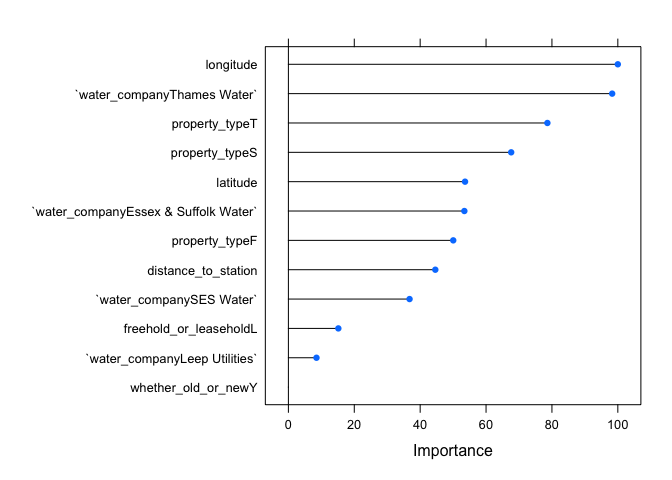 longitude
`water_companyThames Water`
property_typeT
property_typeS
latitude
`water_companyEssex & Suffolk Water`
property_typeF
distance_to_station
`water_companySES Water`
freehold_or_leaseholdL
`water_companyLeep Utilities`
whether_old_or_newY
0 20 40 60 80 100
Importance